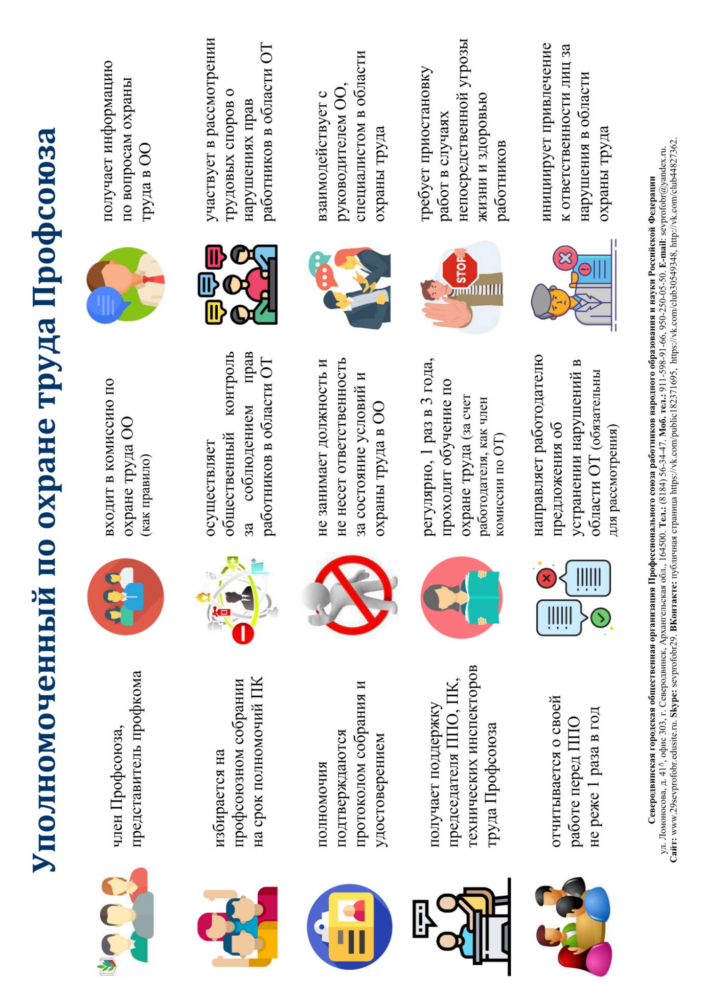 Уполномоченный по охране труда Профсоюза
член Профсоюза,
представитель профкома
входит в комиссию по
охране труда ОО
(как правило)
получает информацию
по вопросам охраны
труда в ОО
избирается на
профсоюзном собрании
на срок полномочий ПК
осуществляет
общественный контроль
за соблюдением прав
работников в области ОТ
участвует в рассмотрении
трудовых споров о
нарушениях прав
работников в области ОТ
полномочия
подтверждаются
протоколом собрания и
удостоверением
не занимает должность и
не несет ответственность
за состояние условий и
охраны труда в ОО
взаимодействует с
руководителем ОО,
специалистом в области
охраны труда
получает поддержку
председателя ППО, ПК,
технических инспекторов
труда Профсоюза
регулярно, 1 раз в 3 года,
проходит обучение по
охране труда (за счет
работодателя, как член
комиссии по ОТ)
STOP
требует приостановку
работ в случаях
непосредственной угрозы
жизни и здоровью
работников
отчитывается о своей
работе перед ППО
не реже 1 раза в год
направляет работодателю
предложения об
устранении нарушений в
области ОТ (обязательны
для рассмотрения)
инициирует привлечение
к ответственности лиц за
нарушения в области
охраны труда
Северодвинская городская общественная организация Профессионального союза работников народного образования и науки Российской Федерации
ул. Ломоносова, д. 41ᴬ, офис 303, г. Северодвинск, Архангельская обл., 164500. Тел.: (8184) 56-34-47. Моб. тел.: 911-598-91-66, 950-250-05-50. E-mail: sevprofobr@yandex.ru.
Сайт: www.29sevprofobr.edusite.ru. Skype: sevprofobr29. ВКонтакте: публичная страница https://vk.com/public182371695, https://vk.com/club30549348, http://vk.com/club44827362.